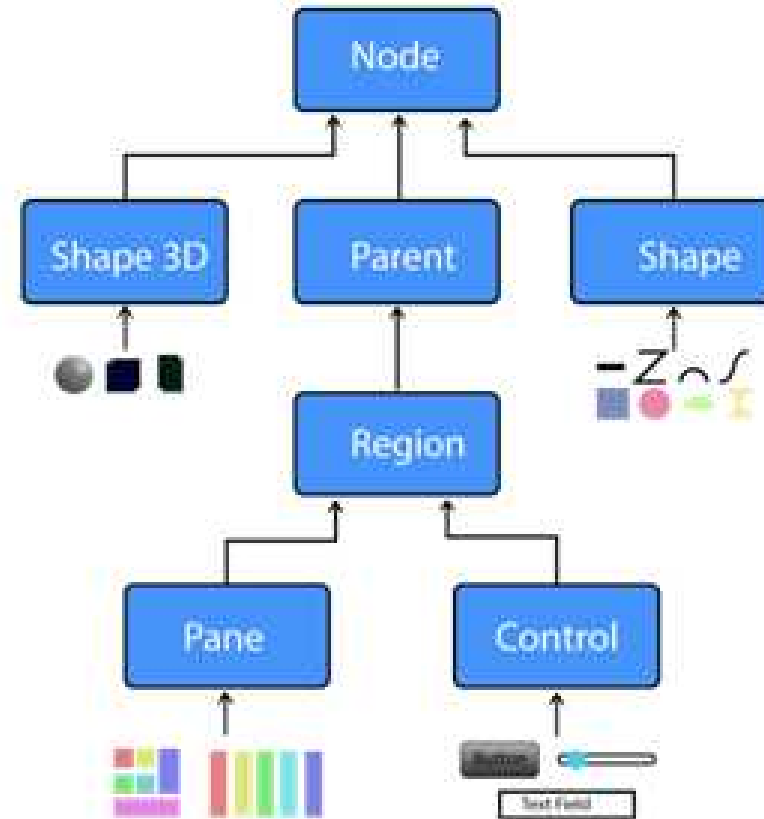 Node
Shape 3D
Parent
Shape
Region
Pane
Control
Button
Text Field